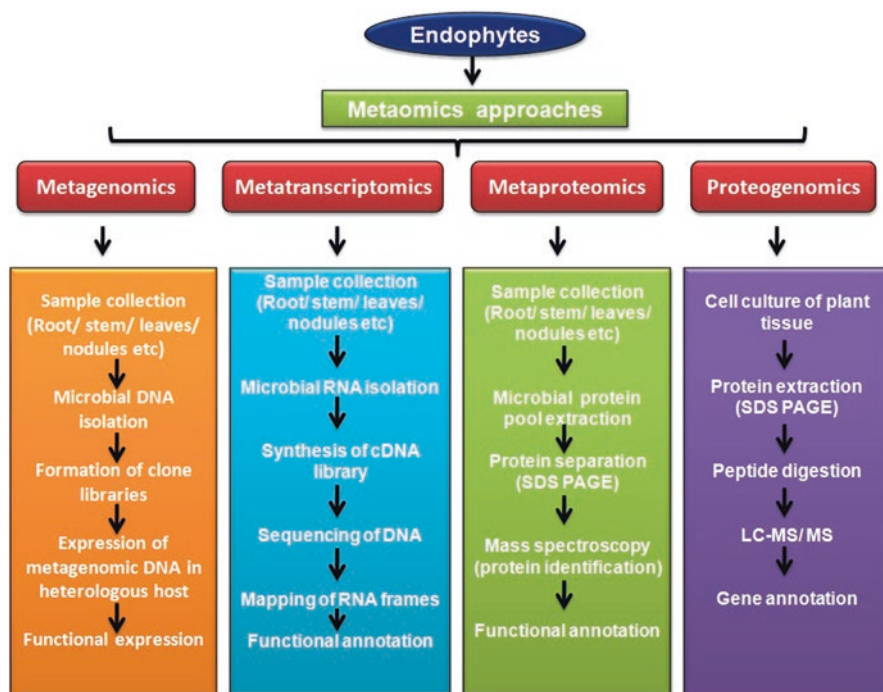 Endophytes
Metaomics approaches
Metagenomics
Metatranscriptomics
Metaproteomics
Proteogenomics
Sample collection
(Root/ stem/ leaves/
nodules etc)
Microbial DNA
isolation
Formation of clone
libraries
Expression of
metagenomic DNA in
heterologous host
Functional expression
Sample collection
(Root/ stem/ leaves/
nodules etc)
Microbial RNA isolation
Synthesis of cDNA
library
Sequencing of DNA
Mapping of RNA frames
Functional annotation
Sample collection
(Root/ stem/ leaves/
nodules etc)
Microbial protein
pool extraction
Protein separation
(SDS PAGE)
Mass spectroscopy
(protein identification)
Functional annotation
Cell culture of plant
tissue
Protein extraction
(SDS PAGE)
Peptide digestion
LC-MS/ MS
Gene annotation